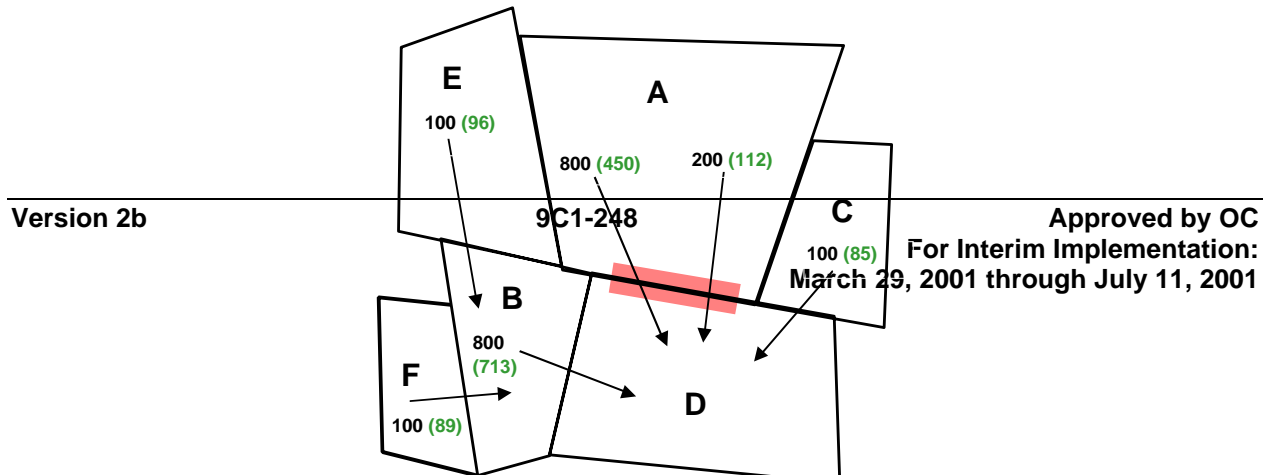 E
A
100 (96)
800 (450)
200 (112)
Version 2b
9C1-248
Approved by OC
C
For Interim Implementation:
100 (85)
March 29, 2001 through July 11, 2001
B
800
(713)
F
D
100 (89)